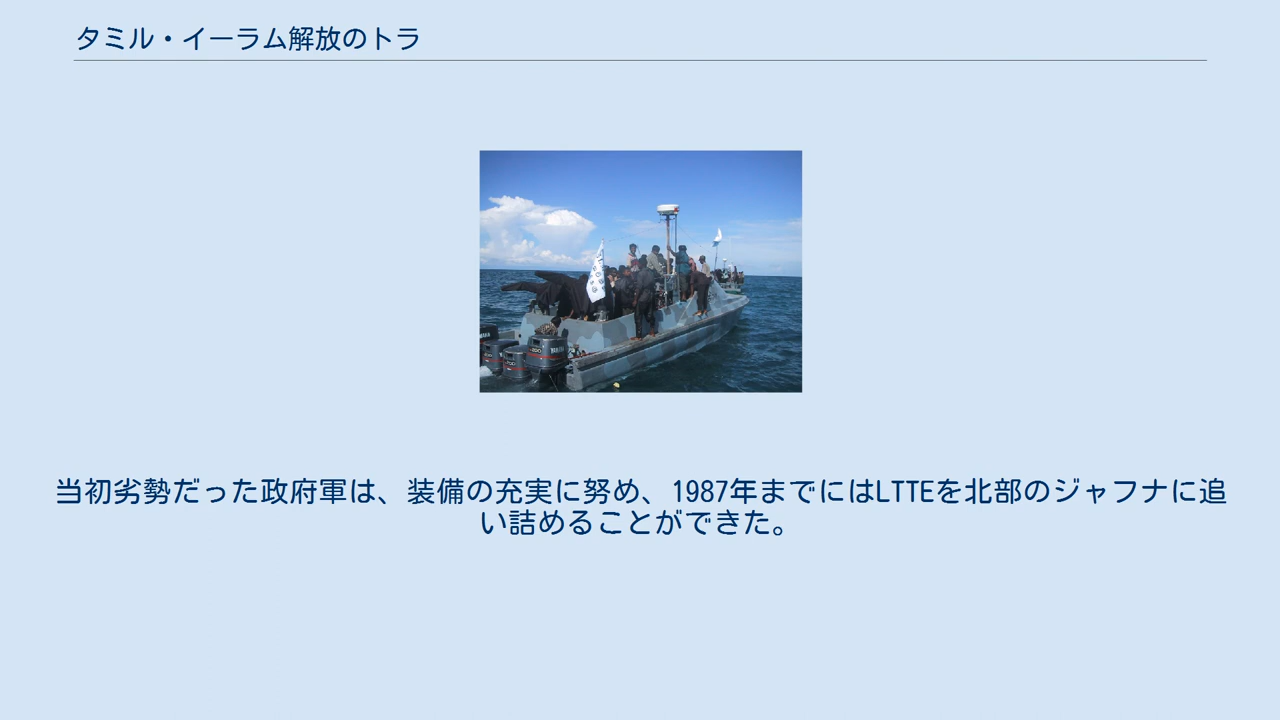 タミル・イーラム解放のトラ
当初劣勢だった政府軍は、装備の充実に努め、1987年までにはLTTEを北部のジャフナに追
い詰めることができた。